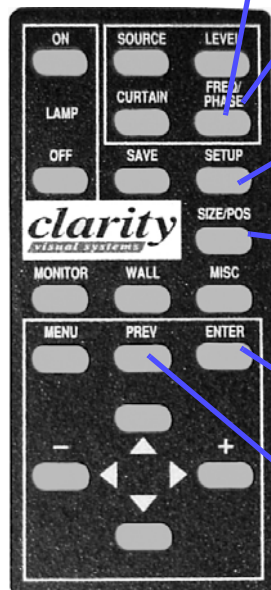 ON SOURCE LEVEL
CURTAIN FREQ/
PHASE
LAMP
OFF SAVE SETUP
clarity
visual systems
SIZE/POS
MONITOR WALL MISC
MENU PREV ENTER
− +